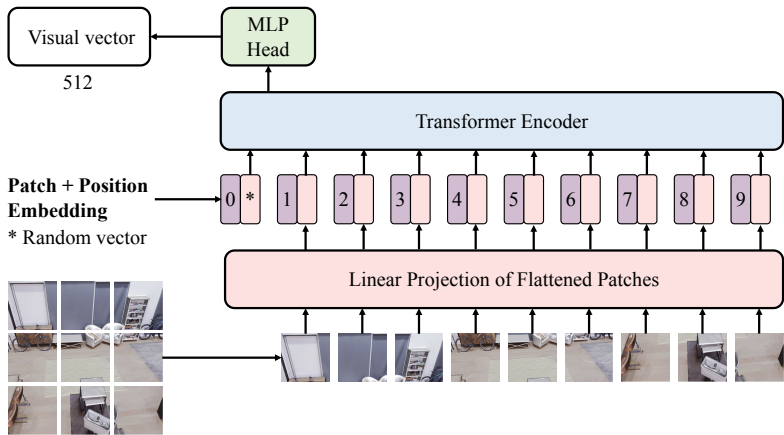 Visual vector
MLP
Head
512
Transformer Encoder
Patch + Position
Embedding
* Random vector
0 * 1 2 3 4 5 6 7 8 9
Linear Projection of Flattened Patches